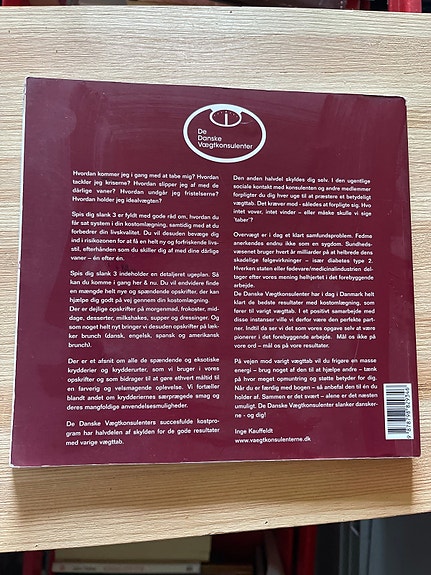 De
Danske
Vægtkonsulenter
Hvordan kommer jeg i gang med at tabe mig? Hvordan
tackler jeg kriserne? Hvordan slipper jeg af med de
dårlige vaner? Hvordan undgår jeg fristelserne?
Hvordan holder jeg idealvægten?
Spis dig slank 3 er fyldt med gode råd om, hvordan du
får sat system i din kostomlægning, samtidig med at du
forbedrer din livskvalitet. Du vil desuden bevæge dig
ind i risikozonen for at få en helt ny og forfriskende livs-
stil, efterhånden som du skiller dig af med dine dårlige
vaner – én efter én.
Spis dig slank 3 indeholder en detaljeret ugeplan. Så
kan du komme i gang her & nu. Du vil endvidere finde
en mængde helt nye og spændende opskrifter, der kan
hjælpe dig godt på vej gennem din kostomlægning.
Der er dejlige opskrifter på morgenmad, frokoster, mid-
dage, desserter, milkshakes, supper og dressinger. Og
som noget helt nyt bringer vi desuden opskrifter på læk-
ker brunch (dansk, engelsk, spansk og amerikansk
brunch).
Der er et afsnit om alle de spændende og eksotiske
krydderier og krydderurter, som vi bruger i vores
opskrifter og som bidrager til at gøre ethvert måltid til
en farverig og velsmagende oplevelse. Vi fortæller
blandt andet om krydderiernes særprægede smag og
deres mangfoldige anvendelsesmuligheder.
De Danske Vægtkonsulenters succesfulde kostpro-
gram har halvdelen af skylden for de gode resultater
med varige vægttab.
Den anden halvdel skyldes dig selv. I den ugentlige
sociale kontakt med konsulenten og andre medlemmer
forpligter du dig hver uge til at præstere et betydeligt
vægttab. Det kræver mod - således at forpligte sig. Hvo
intet vover, intet vinder – eller måske skulle vi sige
'taber'?
Overvægt er i dag et klart samfundsproblem. Fedme
anerkendes endnu ikke som en sygdom. Sundheds-
væsenet bruger hvert år milliarder på at helbrede dens
skadelige følgevirkninger – især diabetes type 2.
Hverken staten eller fødevare/medicinalindustrien del-
tager efter vores mening helhjertet i det forebyggende
arbejde.
De Danske Vægtkonsulenter har i dag i Danmark helt
klart de bedste resultater med kostomlægning, som
fører til varigt vægttab. I et positivt samarbejde med
disse instanser ville vi derfor være den perfekte part-
ner. Indtil da ser vi det som vores opgave selv at være
pionerer i det forebyggende arbejde. Mål os ikke på
vore ord – mål os på vore resultater.
På vejen mod varigt vægttab vil du frigøre en masse
energi – brug noget af den til at hjælpe andre – tænk
på hvor meget opmuntring og støtte betyder for dig.
Når du er færdig med bogen – så anbefal den til en du
holder af. Sammen er det svært – alene er det næsten
umuligt. De Danske Vægtkonsulenter slanker dansker-
ne - og dig!
Inge Kauffeldt
www.vaegtkonsulenterne.dk